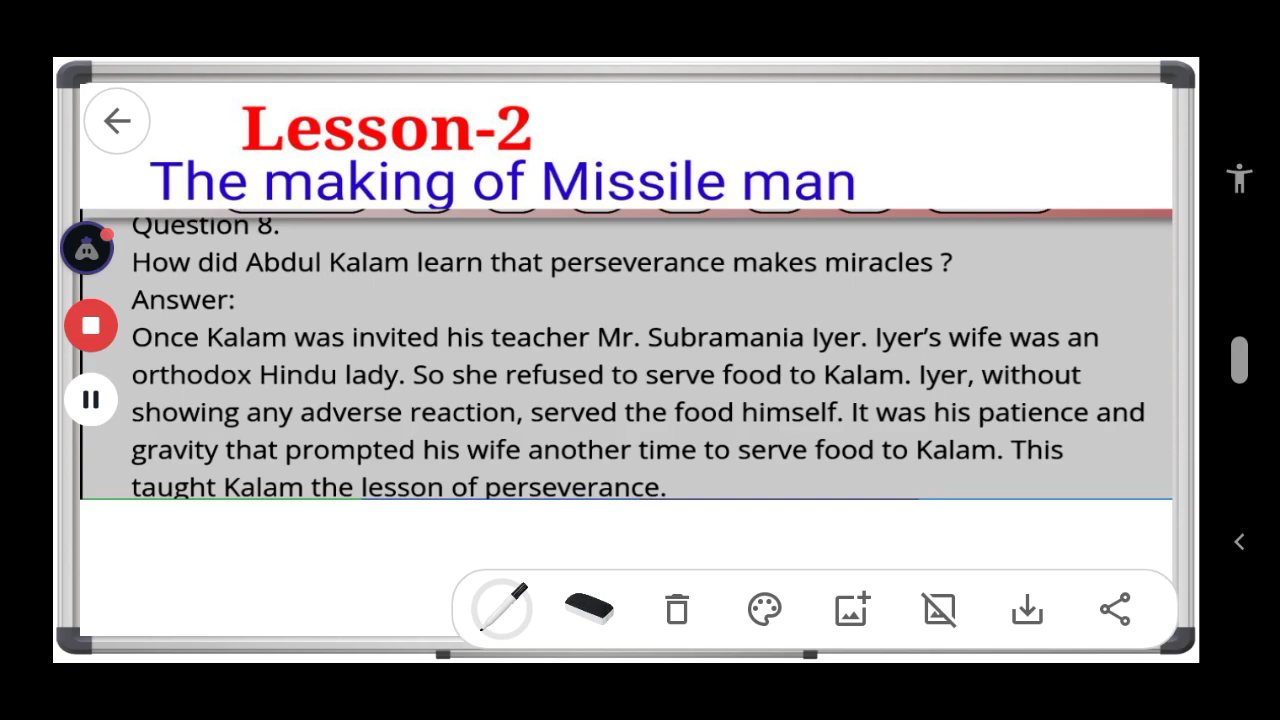 Lesson-2
The making of Missile man
Question 8.
How did Abdul Kalam learn that perseverance makes miracles ?
Answer:
Once Kalam was invited his teacher Mr. Subramania Iyer. Iyer’s wife was an
orthodox Hindu lady. So she refused to serve food to Kalam. Iyer, without
showing any adverse reaction, served the food himself. It was his patience and
gravity that prompted his wife another time to serve food to Kalam. This
taught Kalam the lesson of perseverance.